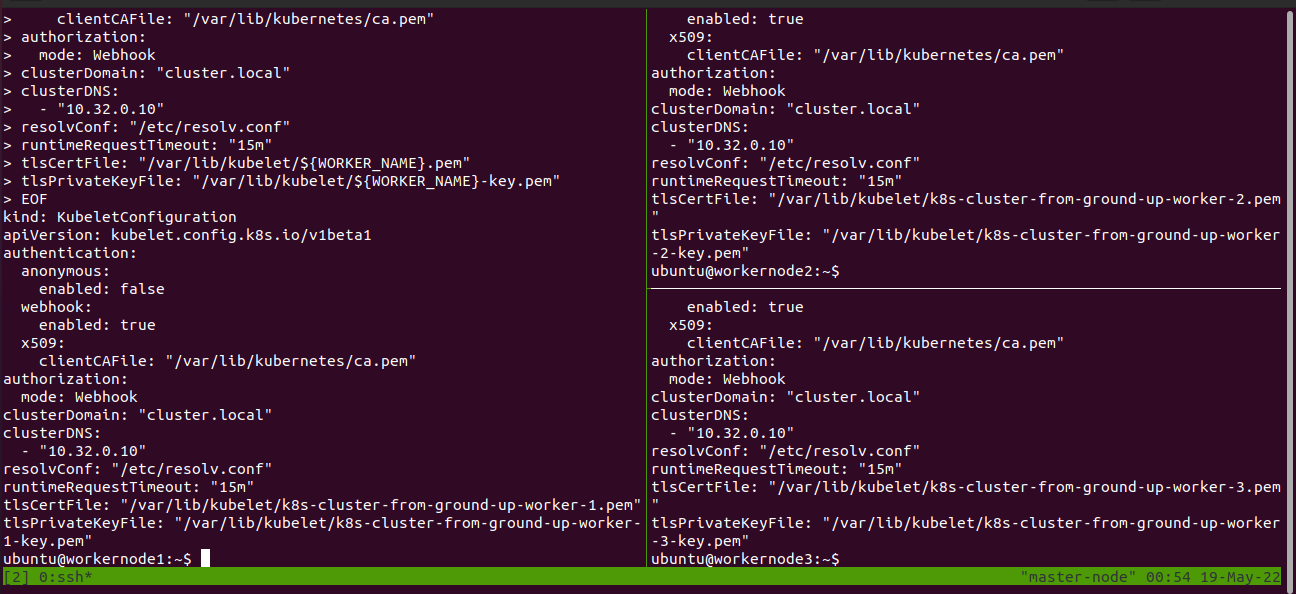 >     clientCAFile: "/var/lib/kubernetes/ca.pem"
> authorization:
>   mode: Webhook
> clusterDomain: "cluster.local"
> clusterDNS:
>   - "10.32.0.10"
> resolvConf: "/etc/resolv.conf"
> runtimeRequestTimeout: "15m"
> tlsCertFile: "/var/lib/kubelet/${WORKER_NAME}.pem"
> tlsPrivateKeyFile: "/var/lib/kubelet/${WORKER_NAME}-key.pem"
> EOF
kind: KubeletConfiguration
apiVersion: kubelet.config.k8s.io/v1beta1
authentication:
  anonymous:
    enabled: false
  webhook:
    enabled: true
  x509:
    clientCAFile: "/var/lib/kubernetes/ca.pem"
authorization:
  mode: Webhook
clusterDomain: "cluster.local"
clusterDNS:
  - "10.32.0.10"
resolvConf: "/etc/resolv.conf"
runtimeRequestTimeout: "15m"
tlsCertFile: "/var/lib/kubelet/k8s-cluster-from-ground-up-worker-1.pem"
tlsPrivateKeyFile: "/var/lib/kubelet/k8s-cluster-from-ground-up-worker-
1-key.pem"
ubuntu@workernode1:~$
    enabled: true
  x509:
    clientCAFile: "/var/lib/kubernetes/ca.pem"
authorization:
  mode: Webhook
clusterDomain: "cluster.local"
clusterDNS:
  - "10.32.0.10"
resolvConf: "/etc/resolv.conf"
runtimeRequestTimeout: "15m"
tlsCertFile: "/var/lib/kubelet/k8s-cluster-from-ground-up-worker-2.pem
"
tlsPrivateKeyFile: "/var/lib/kubelet/k8s-cluster-from-ground-up-worker
-2-key.pem"
ubuntu@workernode2:~$
    enabled: true
  x509:
    clientCAFile: "/var/lib/kubernetes/ca.pem"
authorization:
  mode: Webhook
clusterDomain: "cluster.local"
clusterDNS:
  - "10.32.0.10"
resolvConf: "/etc/resolv.conf"
runtimeRequestTimeout: "15m"
tlsCertFile: "/var/lib/kubelet/k8s-cluster-from-ground-up-worker-3.pem
"
tlsPrivateKeyFile: "/var/lib/kubelet/k8s-cluster-from-ground-up-worker
-3-key.pem"
ubuntu@workernode3:~$
[2] 0:ssh* "master-node" 00:54 19-May-22